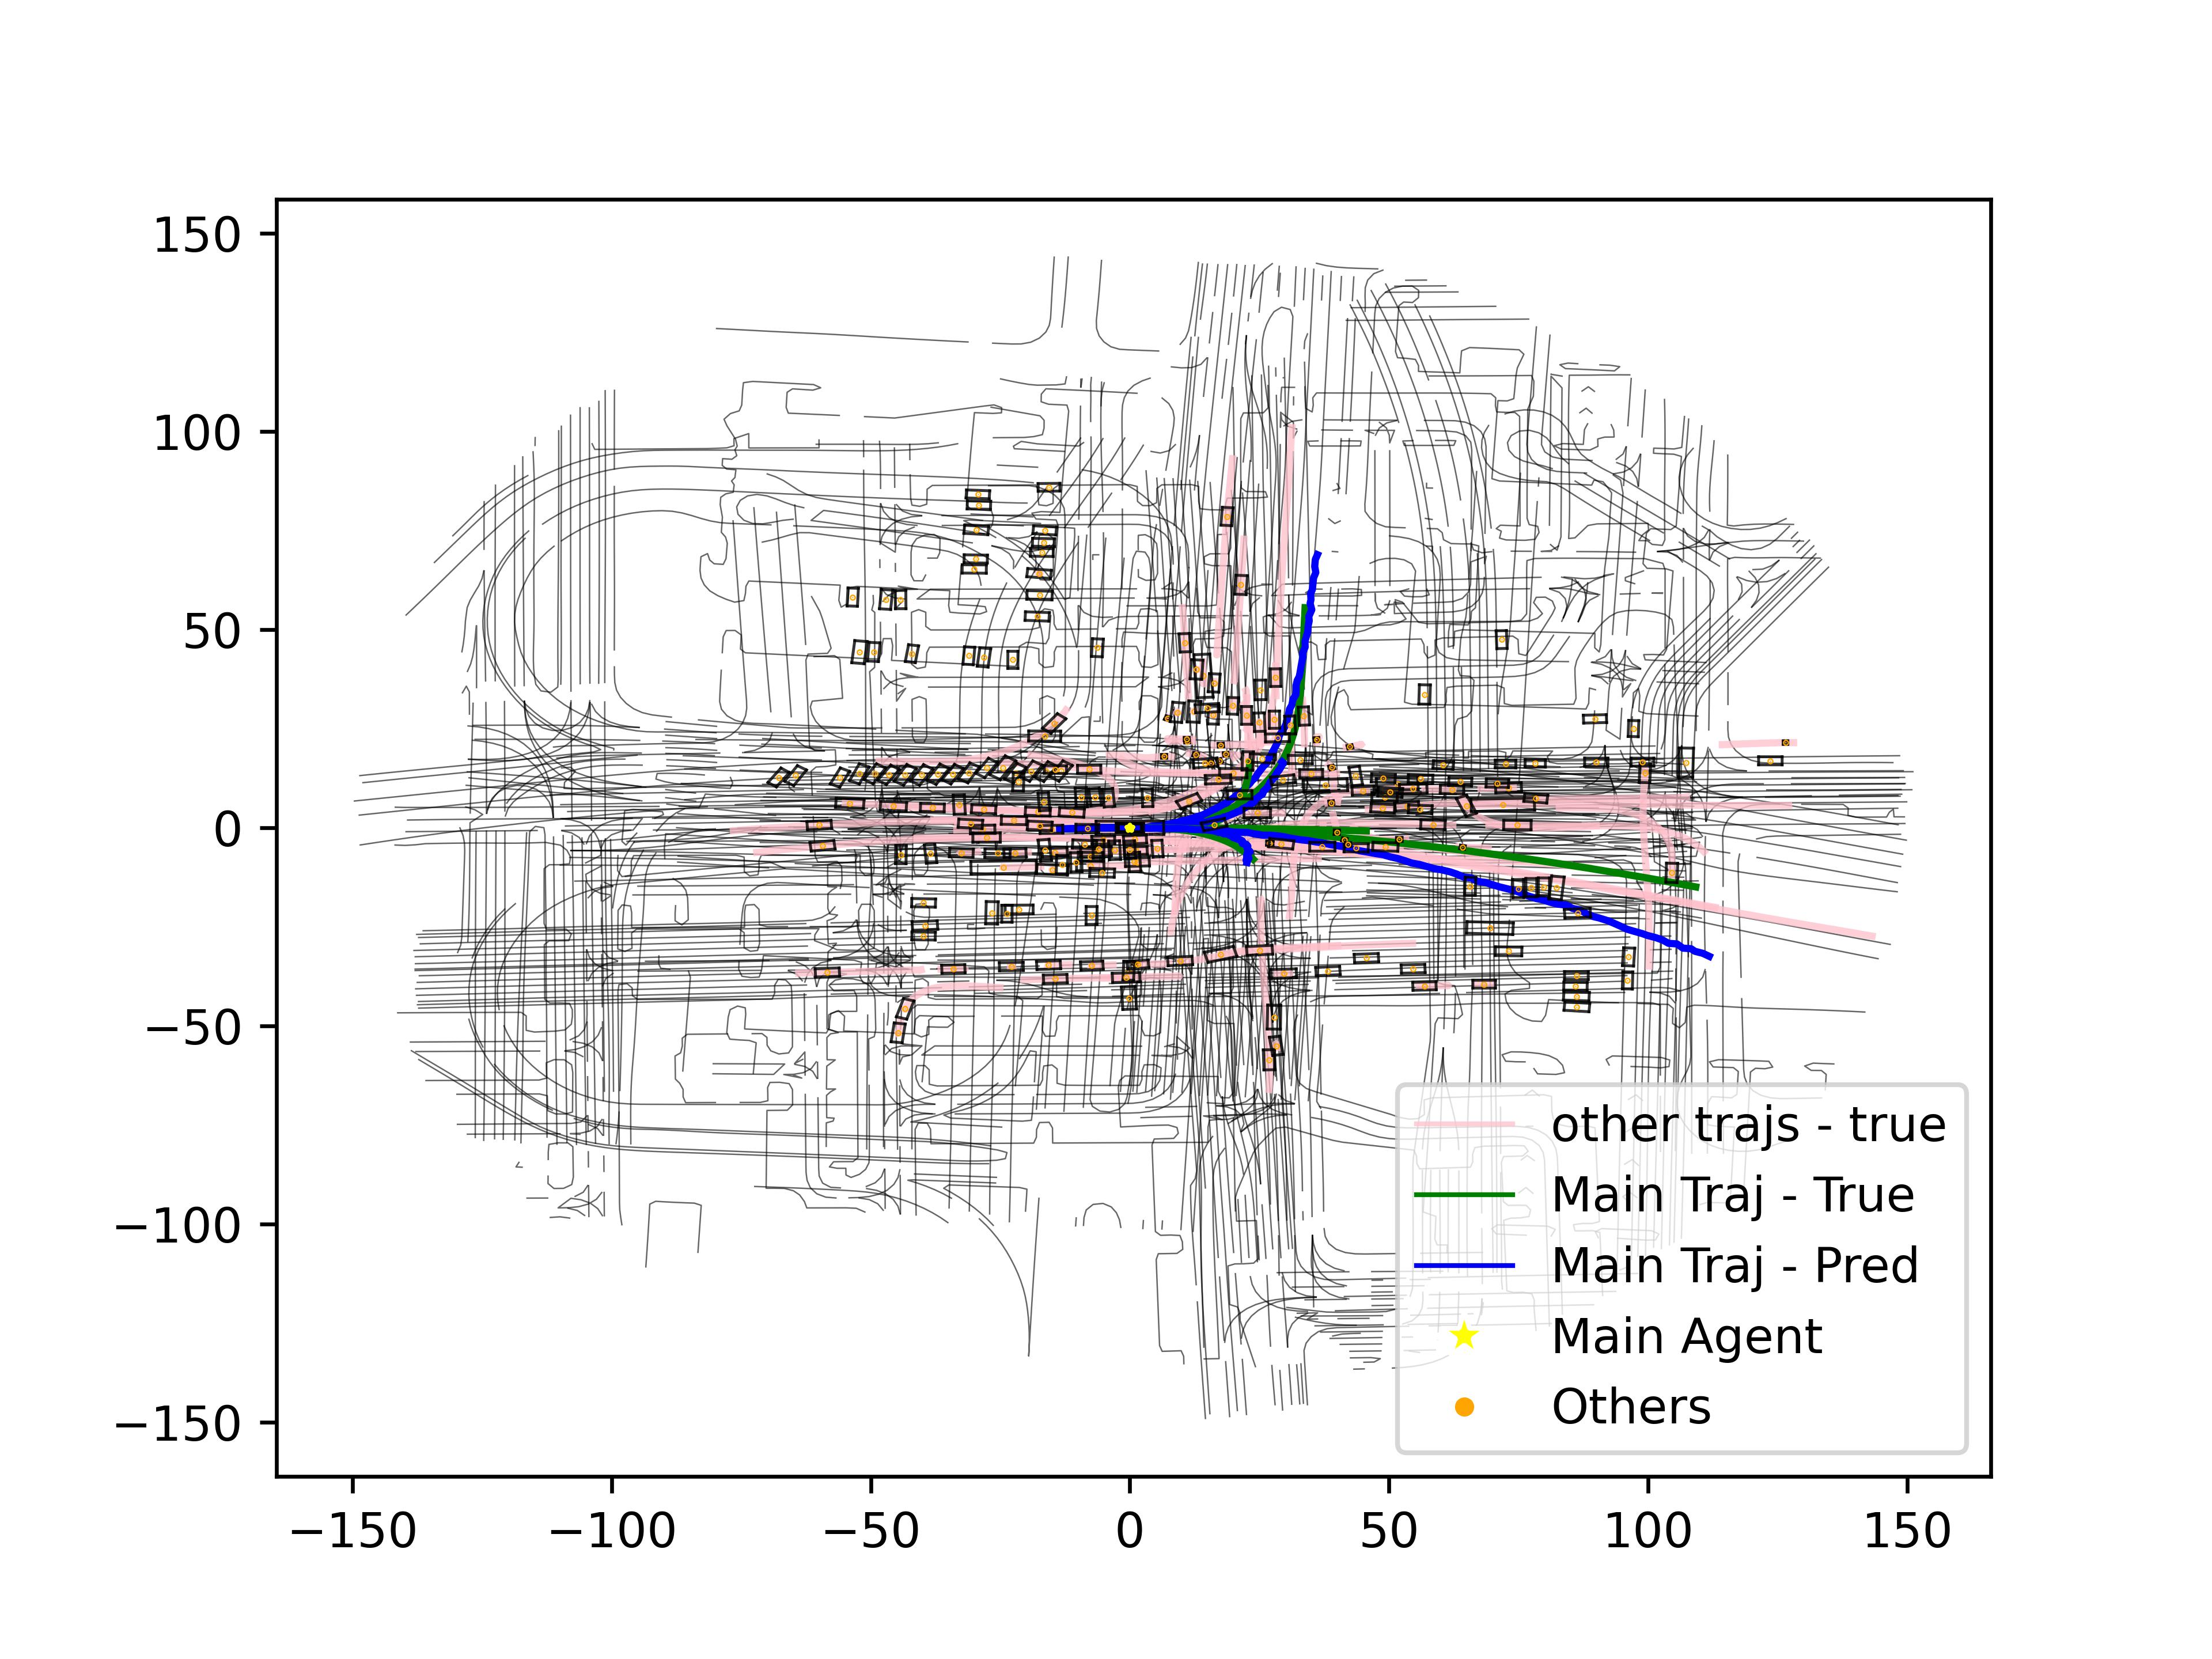 150
100
50
0
−50
−100
−150
−150
−100
−50
0
50
100
150
other trajs - true
Main Traj - True
Main Traj - Pred
Main Agent
Others